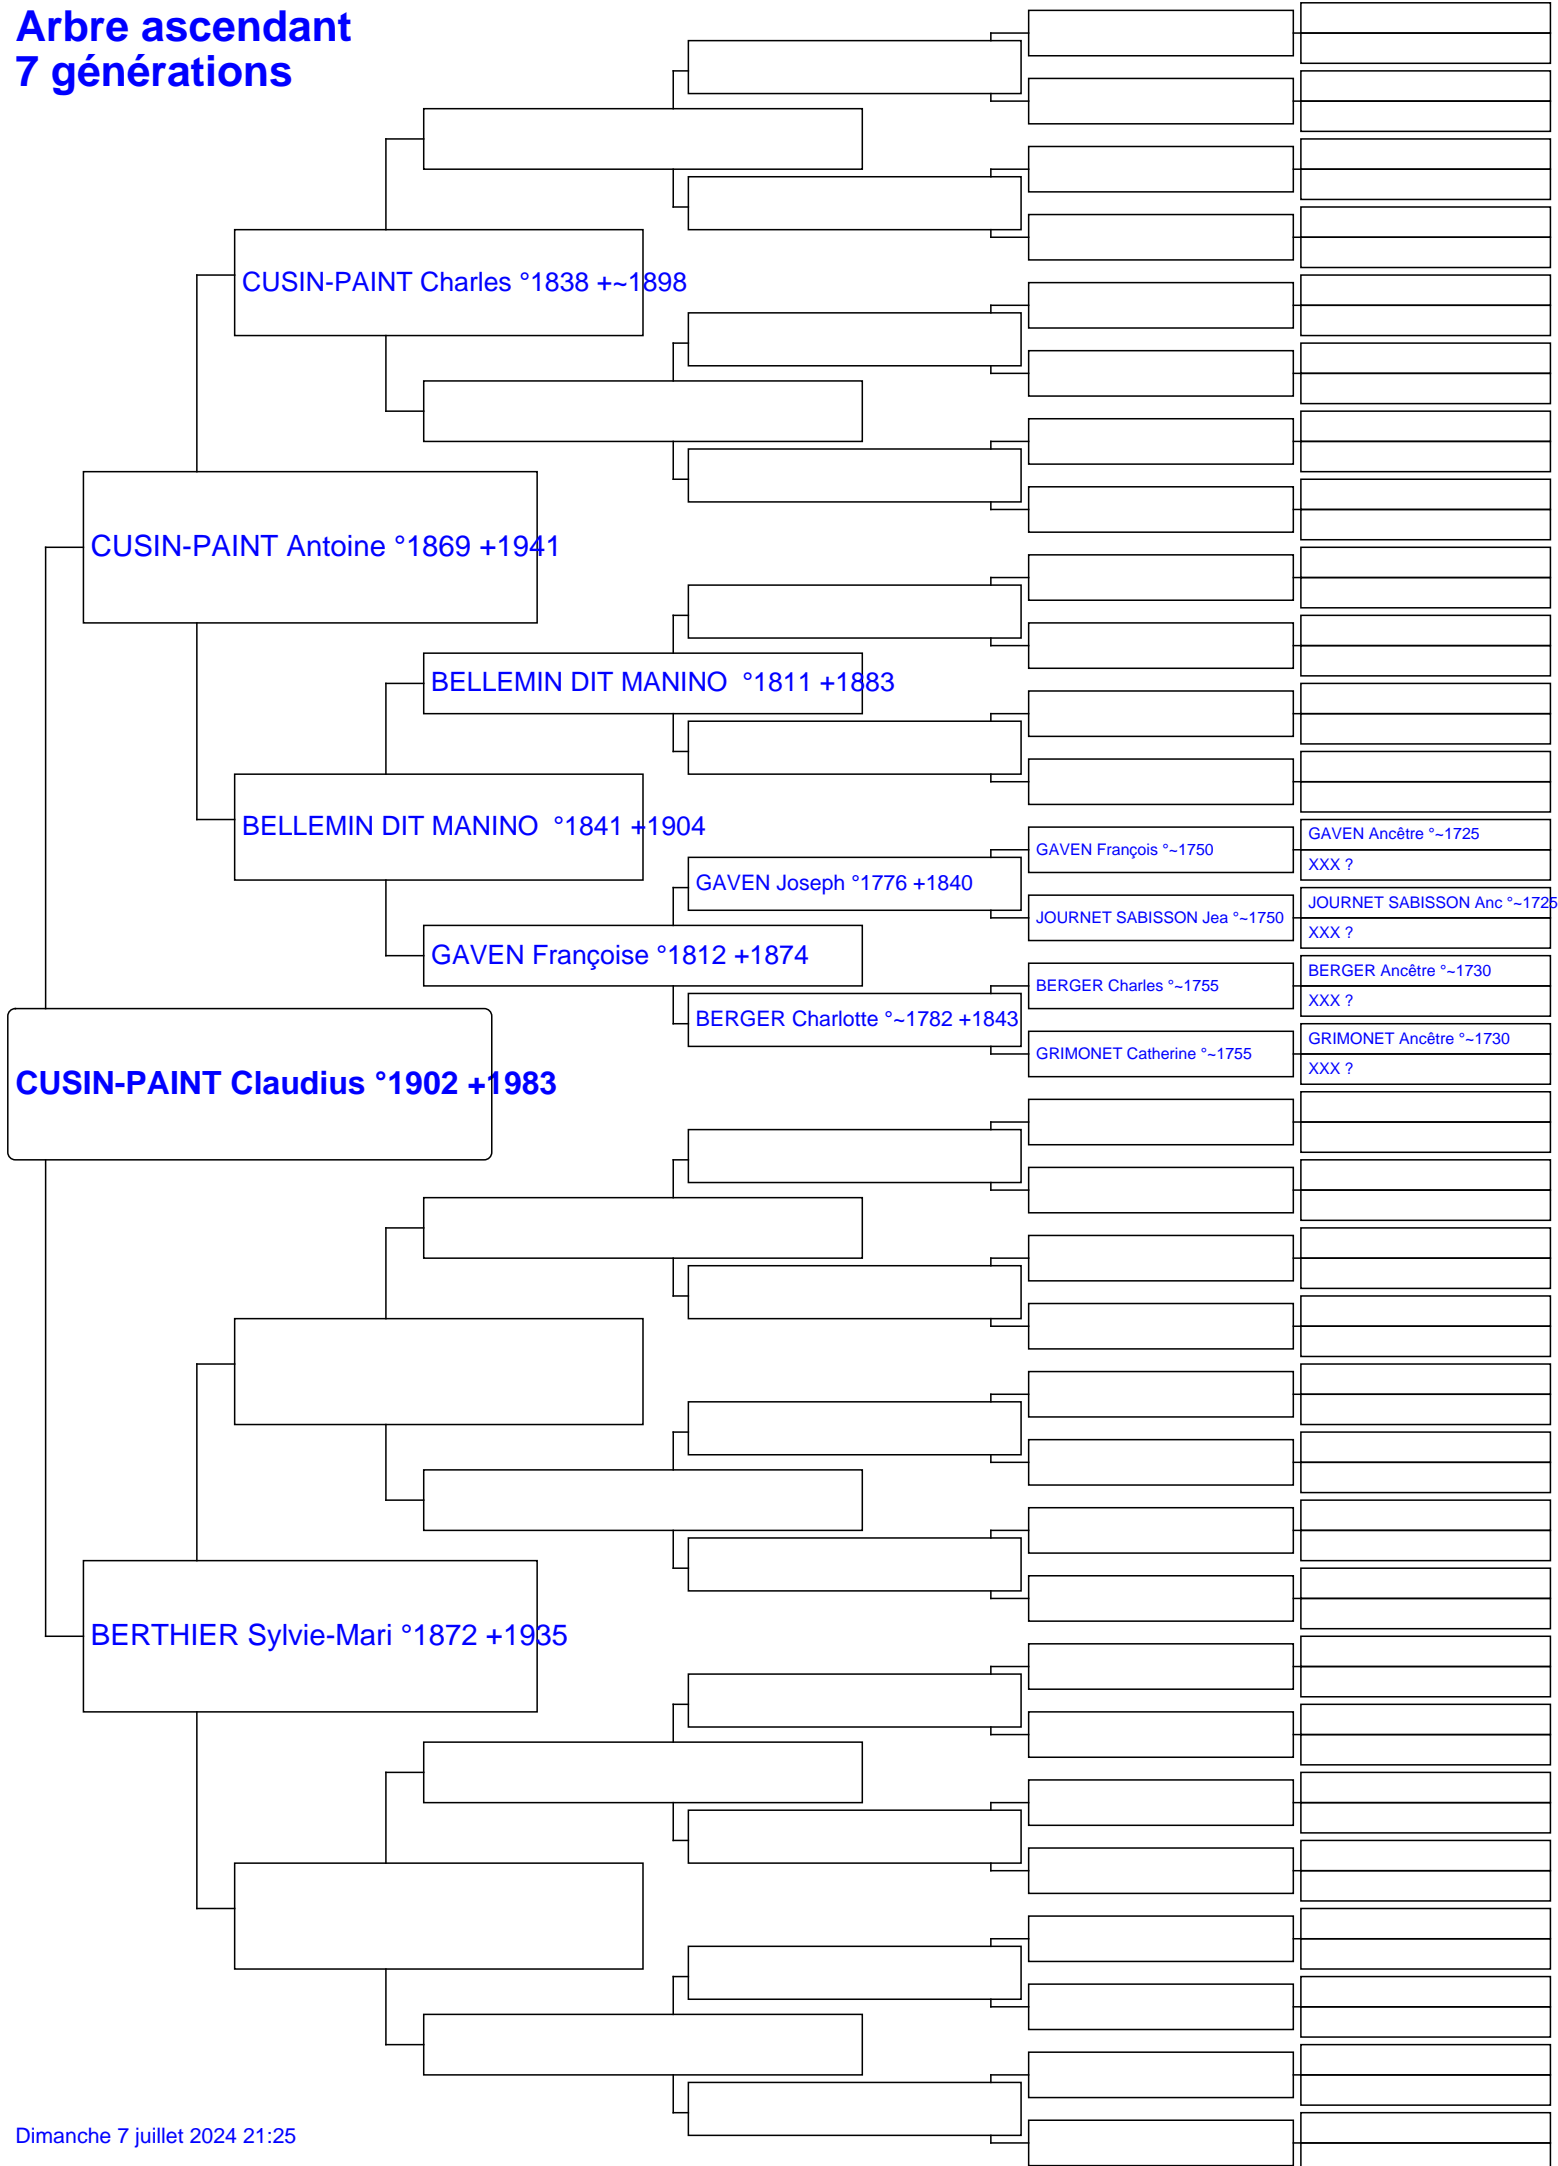 Arbre ascendant
7 générations
CUSIN-PAINT Charles °1838 +~1898
CUSIN-PAINT Antoine °1869 +1941
BELLEMIN DIT MANINO  °1811 +1883
BELLEMIN DIT MANINO  °1841 +1904
GAVEN François °~1750
GAVEN Ancêtre °~1725
XXX ?
GAVEN Joseph °1776 +1840
JOURNET SABISSON Jea °~1750
JOURNET SABISSON Anc °~1725
XXX ?
GAVEN Françoise °1812 +1874
BERGER Charles °~1755
BERGER Ancêtre °~1730
XXX ?
BERGER Charlotte °~1782 +1843
GRIMONET Catherine °~1755
GRIMONET Ancêtre °~1730
XXX ?
CUSIN-PAINT Claudius °1902 +1983
BERTHIER Sylvie-Mari °1872 +1935
Dimanche 7 juillet 2024 21:25